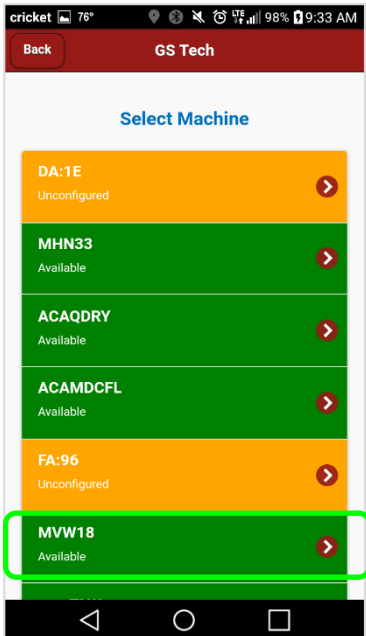 cricket 76° LTE 98% 9:33 AM
Back GS Tech
Select Machine
DA:1E
Unconfigured
MHN33
Available
ACAQDRY
Available
ACAMDCFL
Available
FA:96
Unconfigured
MVW18
Available